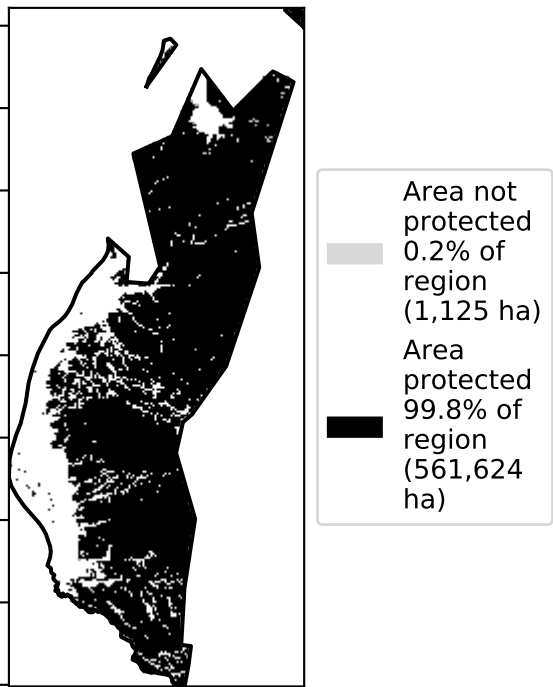 Area not
protected
0.2% of
region
(1,125 ha)
Area
protected
99.8% of
region
(561,624
ha)